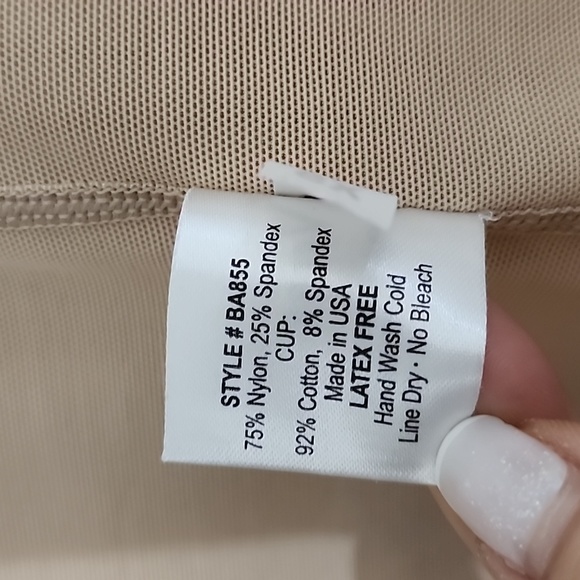 STYLE # BA855
75% Nylon, 25% Spandex
CUP:
92% Cotton, 8% Spandex
Made in USA
LATEX FREE
Hand Wash Cold
Line Dry · No Bleach